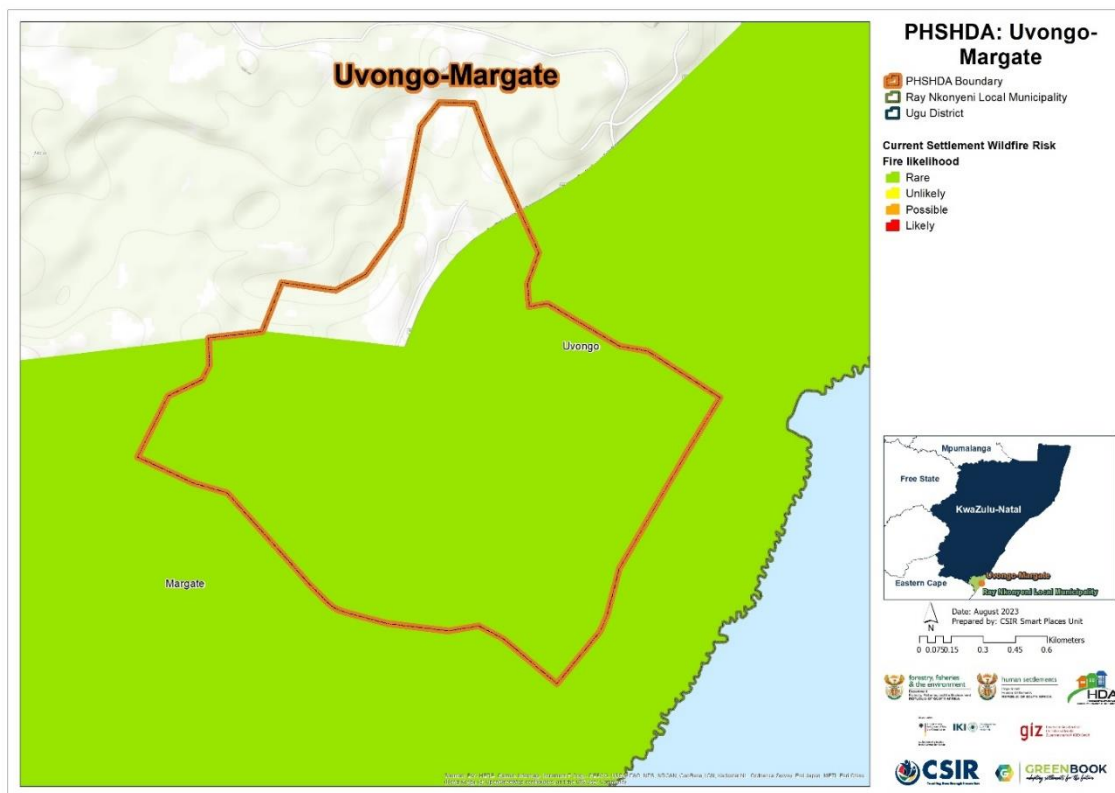 Uvongo-Margate
Uvongo
Margate
PHSHDA: Uvongo-
Margate
PHSHDA Boundary
Ray Nkonyeni Local Municipality
Ugu District
Current Settlement Wildfire Risk
Fire likelihood
Rare
Unlikely
Possible
Likely
Mpumalanga
Free State
KwaZulu-Natal
Eastern Cape
Uvongo-Margate
Ray Nkonyeni Local Municipality
N
Date: August 2023
Prepared by: CSIR Smart Places Unit
Kilometers
0 0.075 0.15 0.3 0.45 0.6
forestry, fisheries
& the environment
human settlements
HDA
IKI
giz
CSIR
GREENBOOK